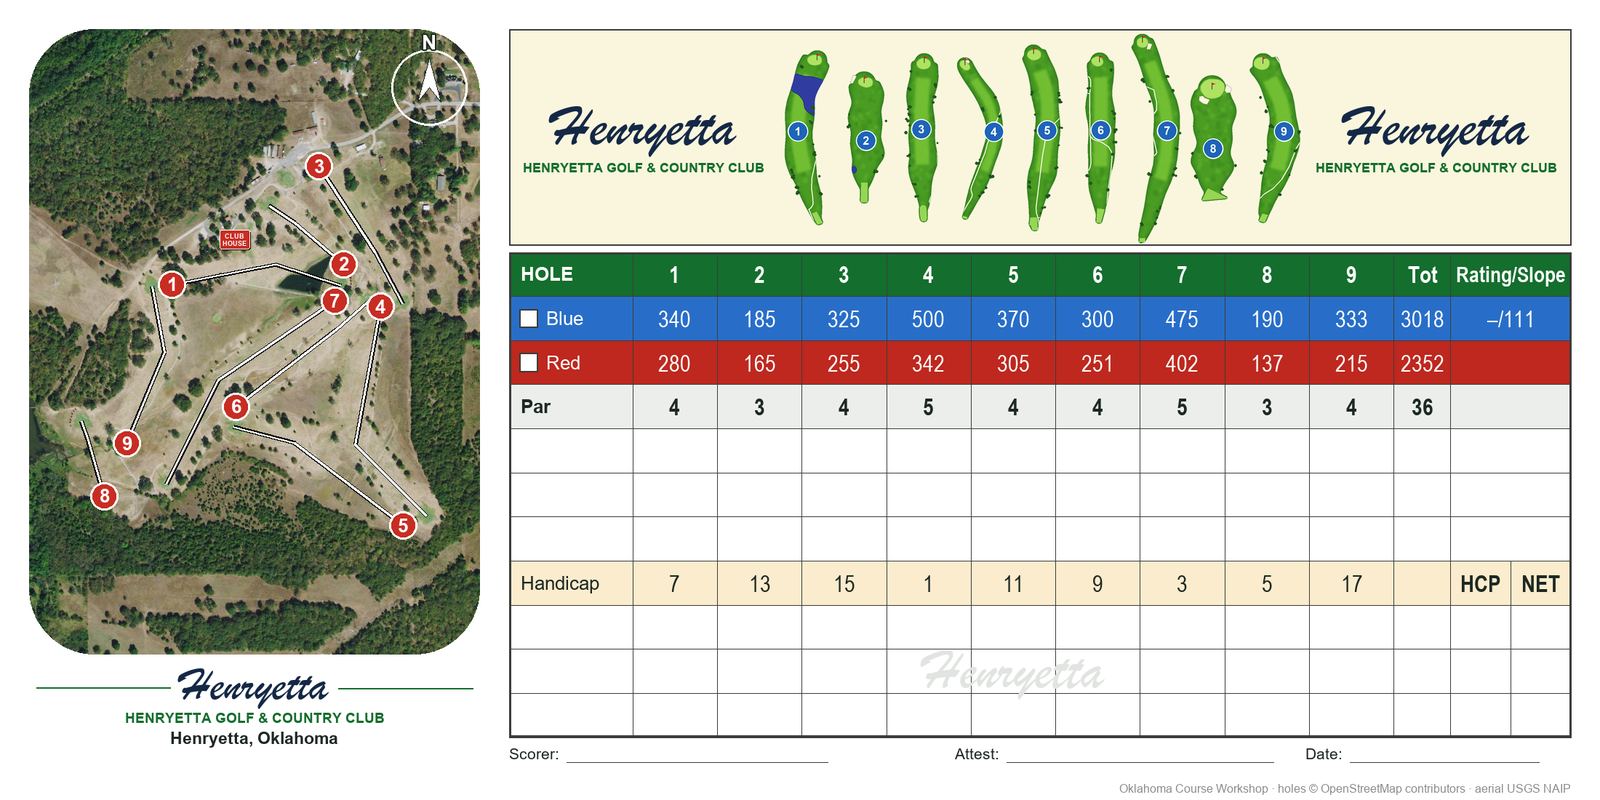 N
3
CLUB
HOUSE
2
1
7
4
6
9
8
5
Henryetta
HENRYETTA GOLF & COUNTRY CLUB
Henryetta, Oklahoma
Henryetta
HENRYETTA GOLF & COUNTRY CLUB
1
2
3
4
5
6
7
8
9
Henryetta
HENRYETTA GOLF & COUNTRY CLUB
HOLE 1 2 3 4 5 6 7 8 9 Tot Rating/Slope
Blue 340 185 325 500 370 300 475 190 333 3018 –/111
Red 280 165 255 342 305 251 402 137 215 2352
Par 4 3 4 5 4 4 5 3 4 36
Handicap 7 13 15 1 11 9 3 5 17 HCP NET
Henryetta
Scorer: Attest: Date:
Oklahoma Course Workshop · holes © OpenStreetMap contributors · aerial USGS NAIP